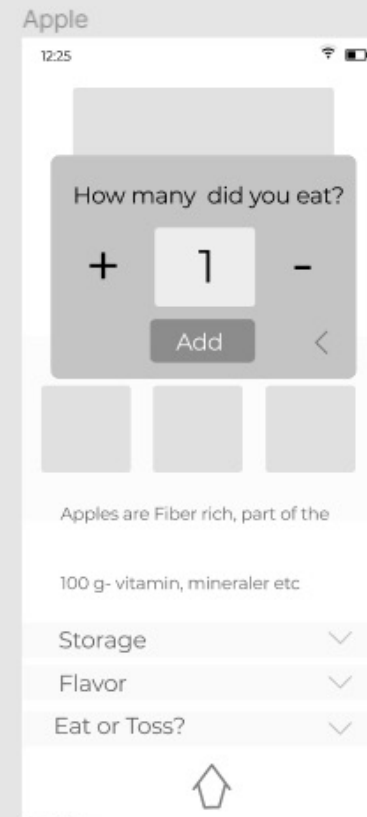 Apple
12:25
How many did you eat?
+ 1 -
Add <
Apples are Fiber rich, part of the
100 g- vitamin, mineraler etc
Storage
Flavor
Eat or Toss?